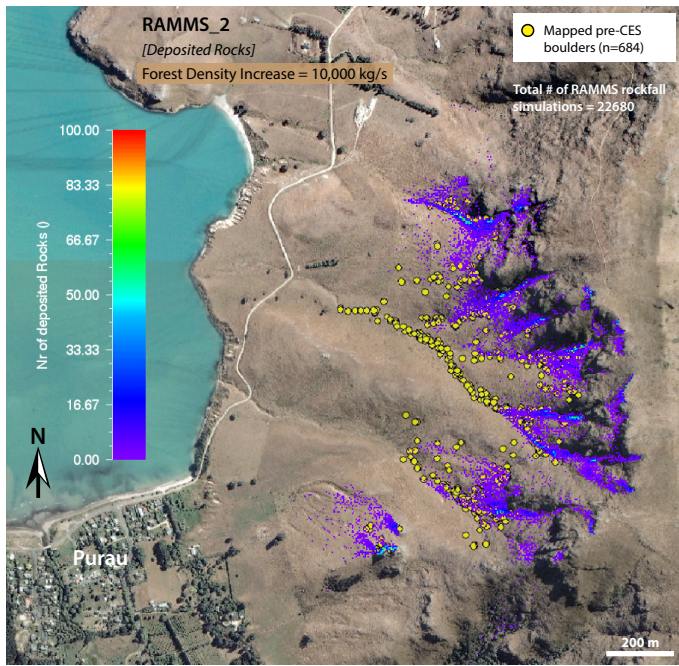 RAMMS_2
[Deposited Rocks]
Forest Density Increase = 10,000 kg/s
Mapped pre-CES
boulders (n=684)
Total # of RAMMS rockfall
simulations = 22680
Nr of deposited Rocks ()
100.00
83.33
66.67
50.00
33.33
16.67
0.00
N
Purau
200 m